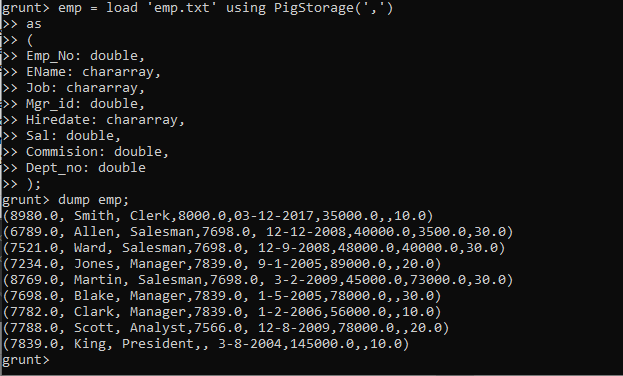 grunt> emp = load 'emp.txt' using PigStorage(',')
>> as
>> (
>> Emp_No: double,
>> EName: chararray,
>> Job: chararray,
>> Mgr_id: double,
>> Hiredate: chararray,
>> Sal: double,
>> Commision: double,
>> Dept_no: double
>> );
grunt> dump emp;
(8980.0, Smith, Clerk,8000.0,03-12-2017,35000.0,,10.0)
(6789.0, Allen, Salesman,7698.0, 12-12-2008,40000.0,3500.0,30.0)
(7521.0, Ward, Salesman,7698.0, 12-9-2008,48000.0,40000.0,30.0)
(7234.0, Jones, Manager,7839.0, 9-1-2005,89000.0,,20.0)
(8769.0, Martin, Salesman,7698.0, 3-2-2009,45000.0,73000.0,30.0)
(7698.0, Blake, Manager,7839.0, 1-5-2005,78000.0,,30.0)
(7782.0, Clark, Manager,7839.0, 1-2-2006,56000.0,,10.0)
(7788.0, Scott, Analyst,7566.0, 12-8-2009,78000.0,,20.0)
(7839.0, King, President,, 3-8-2004,145000.0,,10.0)
grunt>